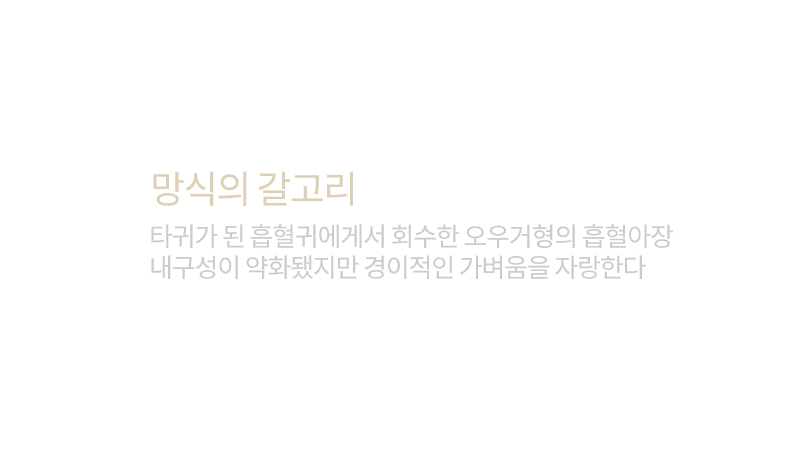 망식의 갈고리
타귀가 된 흡혈귀에게서 회수한 오우거형의 흡혈아장
내구성이 약화됐지만 경이적인 가벼움을 자랑한다